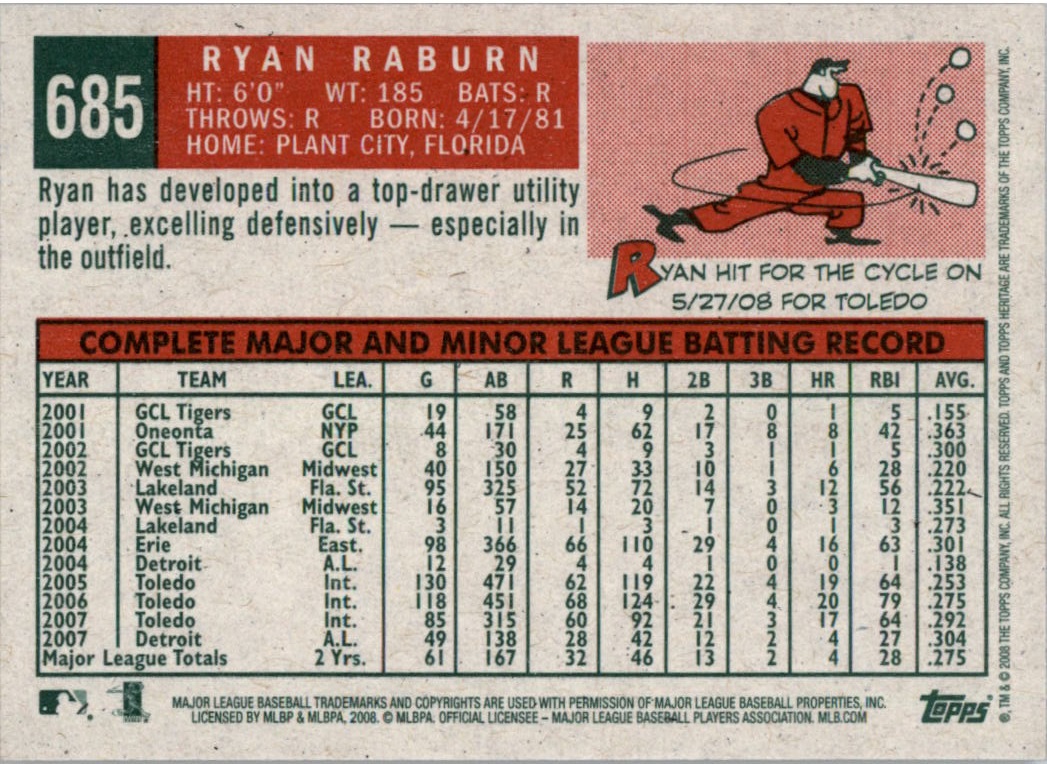 685
RYAN RABURN
HT: 6'0" WT: 185 BATS: R
THROWS: R BORN: 4/17/81
HOME: PLANT CITY, FLORIDA
Ryan has developed into a top-drawer utility
player, excelling defensively — especially in
the outfield.
RYAN HIT FOR THE CYCLE ON
5/27/08 FOR TOLEDO
COMPLETE MAJOR AND MINOR LEAGUE BATTING RECORD
YEAR TEAM LEA. G AB R H 2B 3B HR RBI AVG.
2001 GCL Tigers GCL 19 58 4 9 2 0 1 5 .155
2001 Oneonta NYP 44 171 25 62 17 8 8 42 .363
2002 GCL Tigers GCL 8 30 4 9 3 1 1 5 .300
2002 West Michigan Midwest 40 150 27 33 10 1 6 28 .220
2003 Lakeland Fla. St. 95 325 52 72 14 3 12 56 .222
2003 West Michigan Midwest 16 57 14 20 7 0 3 12 .351
2004 Lakeland Fla. St. 3 11 1 3 1 0 1 3 .273
2004 Erie East. 98 366 66 110 29 4 16 63 .301
2004 Detroit A.L. 12 29 4 4 1 0 0 1 .138
2005 Toledo Int. 130 471 62 119 22 4 19 64 .253
2006 Toledo Int. 118 451 68 124 29 4 20 79 .275
2007 Toledo Int. 85 315 60 92 21 3 17 64 .292
2007 Detroit A.L. 49 138 28 42 12 2 4 27 .304
Major League Totals 2 Yrs. 61 167 32 46 13 2 4 28 .275
MAJOR LEAGUE BASEBALL TRADEMARKS AND COPYRIGHTS ARE USED WITH PERMISSION OF MAJOR LEAGUE BASEBALL PROPERTIES, INC.
LICENSED BY MLBP & MLBPA, 2008. © MLBPA. OFFICIAL LICENSEE – MAJOR LEAGUE BASEBALL PLAYERS ASSOCIATION. MLB.COM
Topps
®, TM & © 2008 THE TOPPS COMPANY, INC. ALL RIGHTS RESERVED. TOPPS AND TOPPS HERITAGE ARE TRADEMARKS OF THE TOPPS COMPANY, INC.